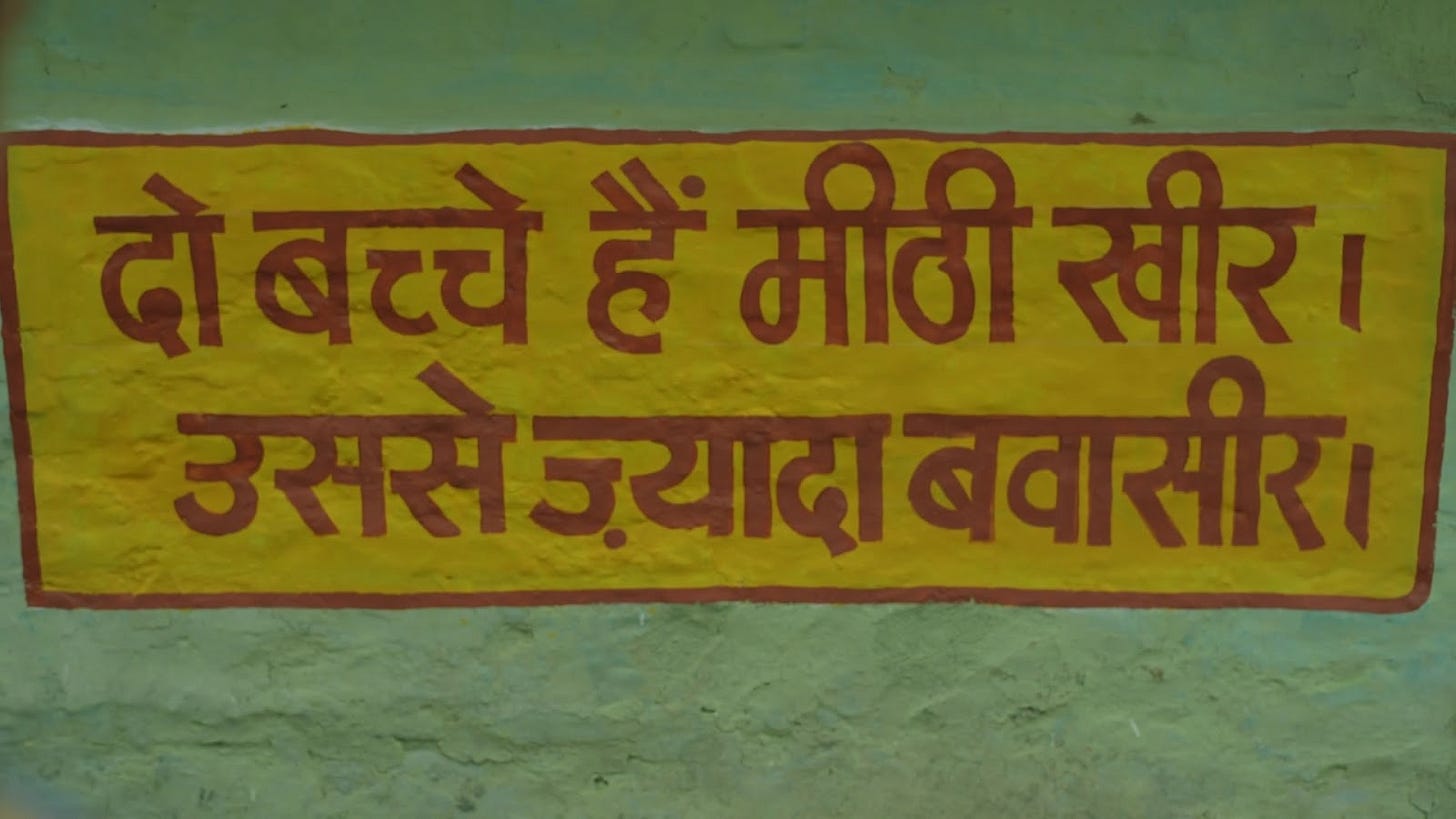 दो बच्चे हैं मीठी खीर।
उससे ज़्यादा बवासीर।